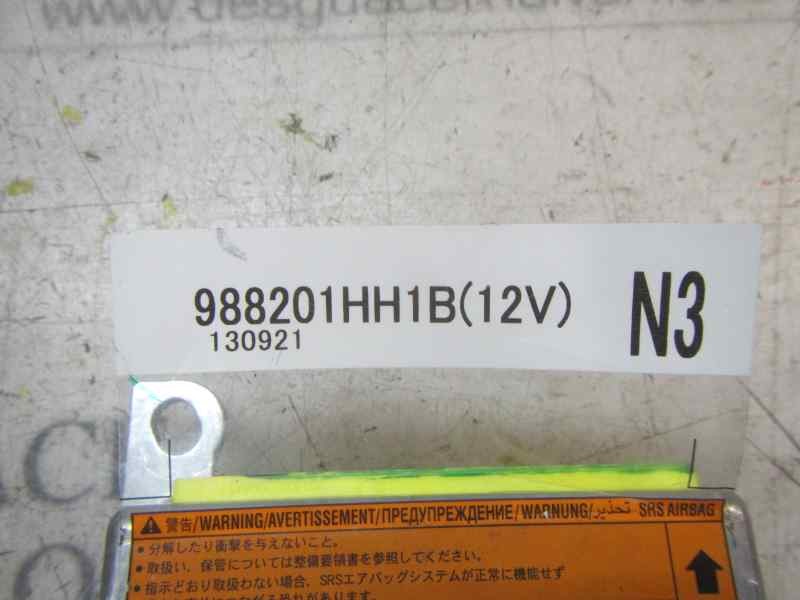 988201HH1B(12V)
130921
N3
警告/WARNING/AVERTISSEMENT/ПРЕДУПРЕЖДЕНИЕ/WARNUNG/تحذير SRS AIRBAG
• 分解したり衝撃を与えないこと。
• 取扱い、保管については整備要領書を参照してください。
• 指示どおり取扱わない場合、SRSエアバッグシステムが正常に機能せず